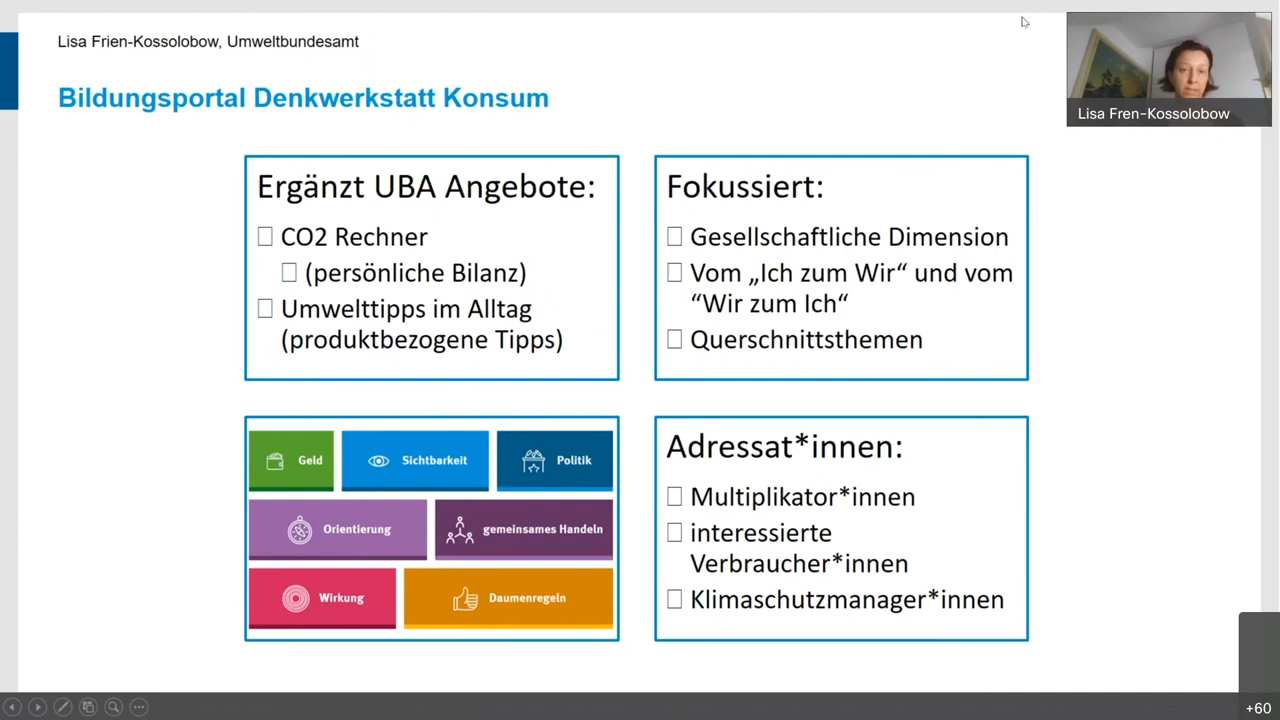 Lisa Frien-Kossolobow, Umweltbundesamt
Bildungsportal Denkwerkstatt Konsum
Lisa Fren-Kossolobow
Ergänzt UBA Angebote:
CO2 Rechner
(persönliche Bilanz)
Umwelttipps im Alltag
(produktbezogene Tipps)
Fokussiert:
Gesellschaftliche Dimension
Vom „Ich zum Wir“ und vom
“Wir zum Ich“
Querschnittsthemen
Geld
Sichtbarkeit
Politik
Orientierung
gemeinsames Handeln
Wirkung
Daumenregeln
Adressat*innen:
Multiplikator*innen
interessierte
Verbraucher*innen
Klimaschutzmanager*innen
+60